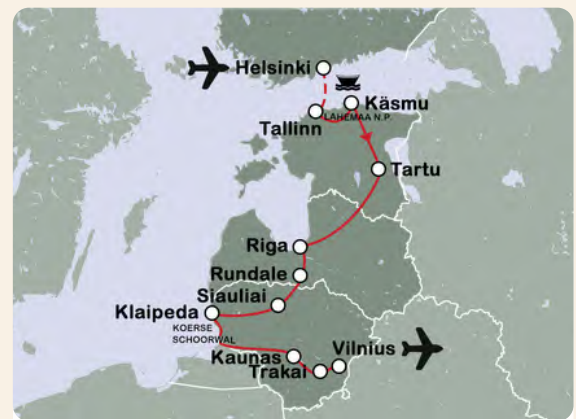 Helsinki
Käsmu
LAHEMAA N.P.
Tallinn
Tartu
Riga
Rundale
Siauliai
Klaipeda
KOERSE
SCHOORWAL
Kaunas
Vilnius
Trakai